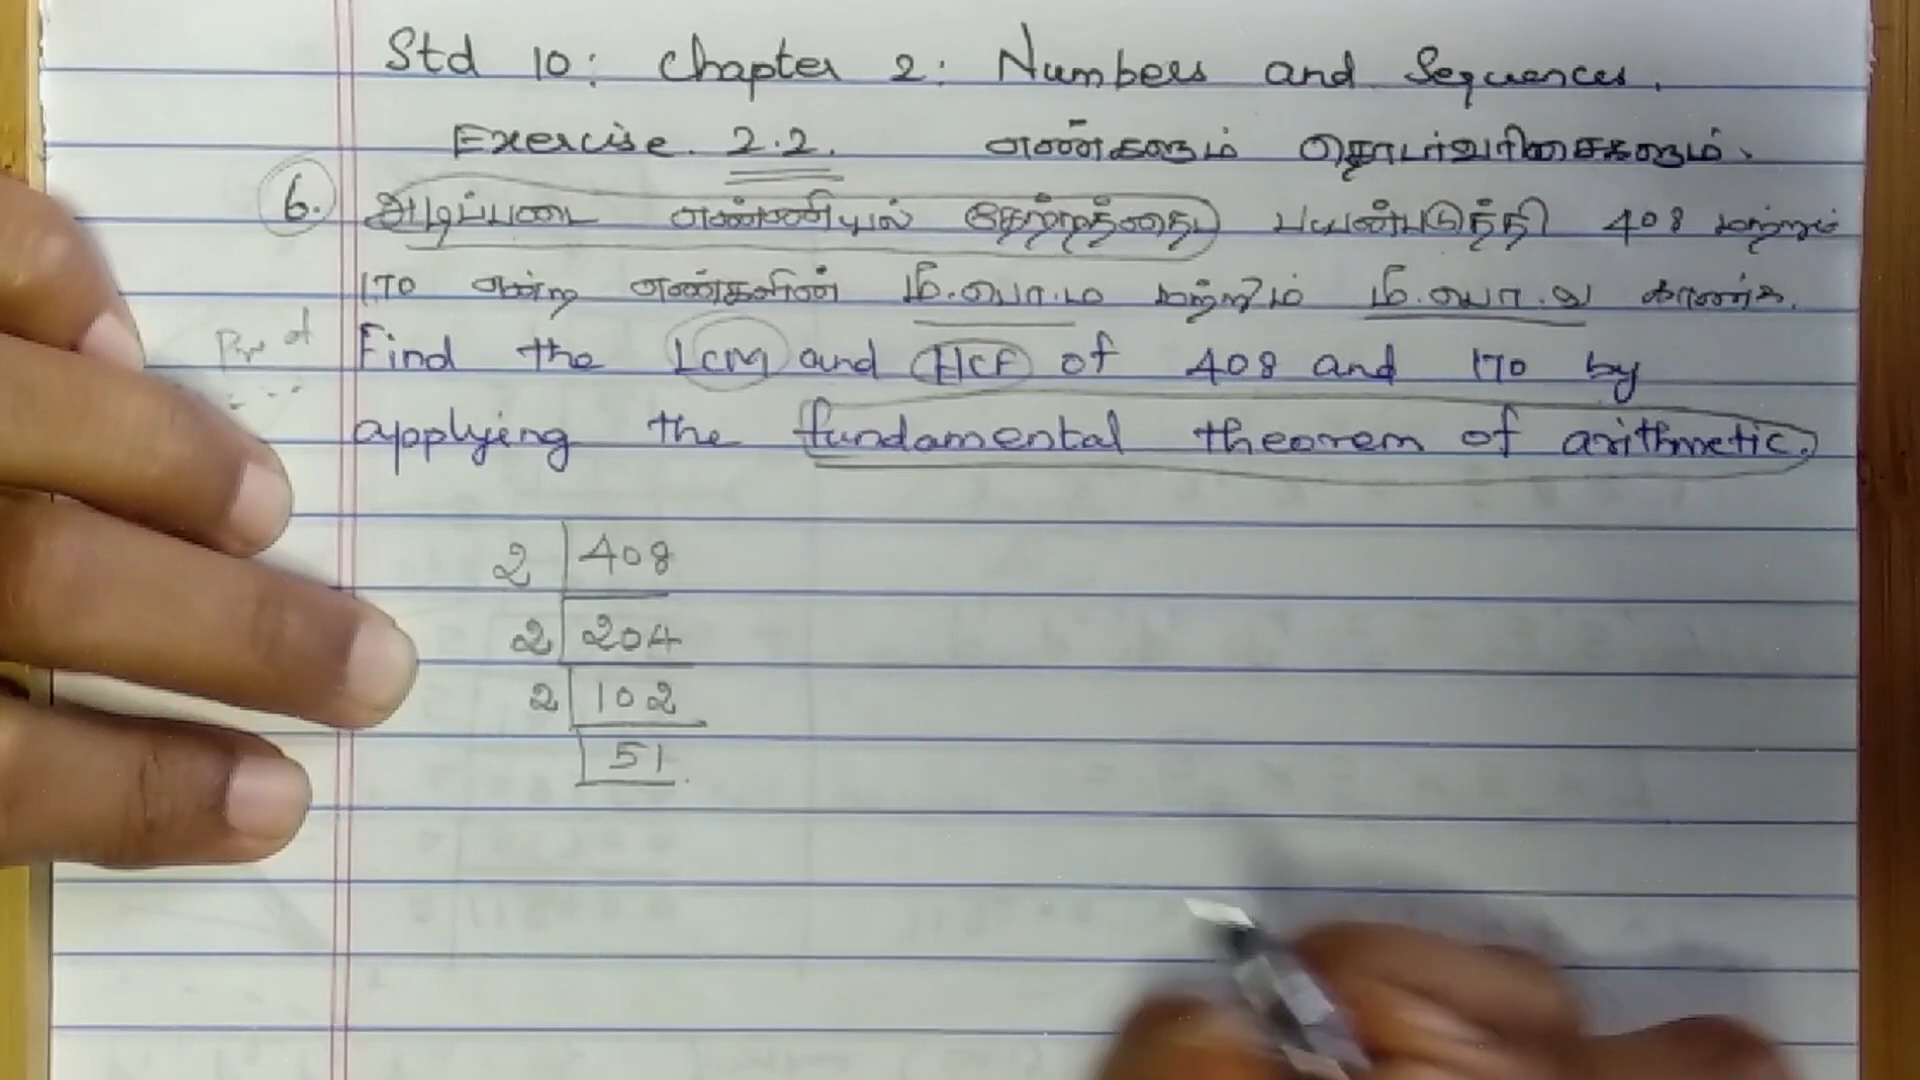 Std 10: Chapter 2: Numbers and Sequences.
Exercise 2.2. எண்களும் தொடர்வரிசைகளும்.
6. அடிப்படை எண்ணியல் தேற்றத்தைப் பயன்படுத்தி 408 மற்றும்
170 என்ற எண்களின் மீ.பொ.ம மற்றும் மீ.பொ.வ காண்க.
Find the LCM and HCF of 408 and 170 by
applying the fundamental theorem of arithmetic.
2 408
2 204
2 102
51